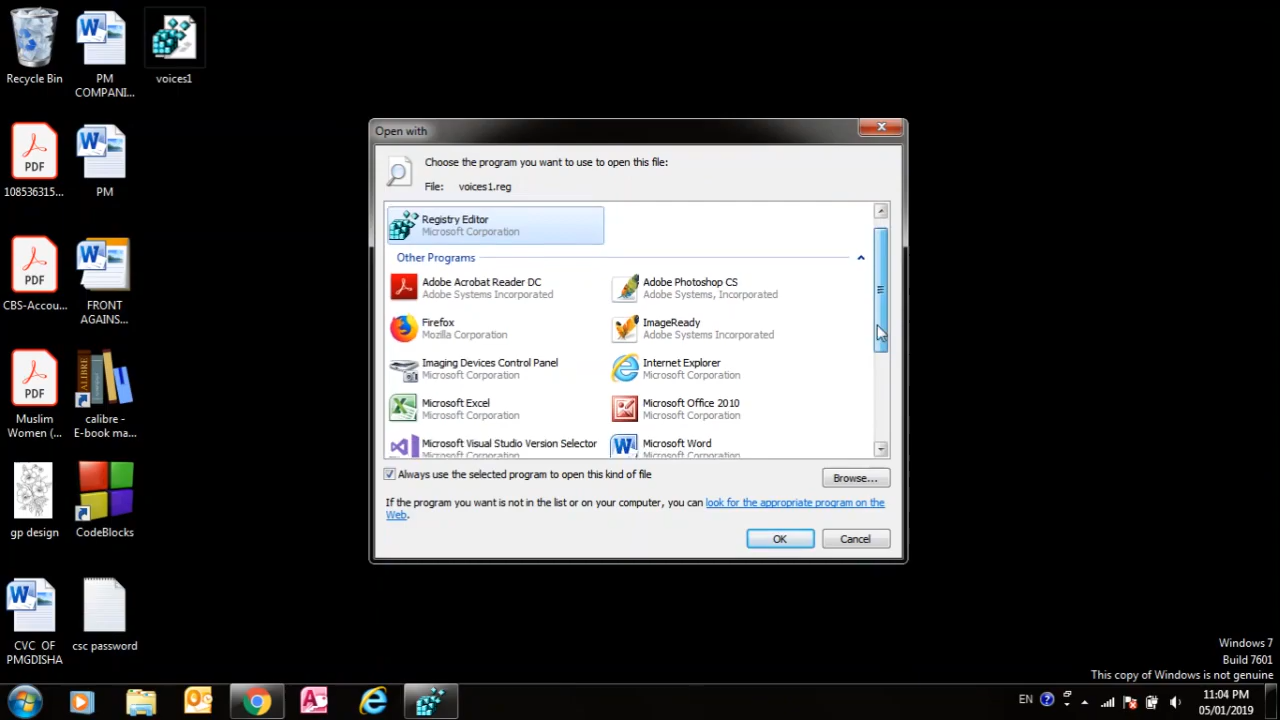 Recycle Bin
PM
COMPANI...
voices1
PDF
108536315...
PM
PDF
CBS-Accou...
FRONT
AGAINS...
PDF
Muslim
Women (...
calibre -
E-book ma...
gp design
CodeBlocks
CVC OF
PMGDISHA
csc password
Open with
Choose the program you want to use to open this file:
File: voices1.reg
Registry Editor
Microsoft Corporation
Other Programs
Adobe Acrobat Reader DC
Adobe Systems Incorporated
Adobe Photoshop CS
Adobe Systems, Incorporated
Firefox
Mozilla Corporation
ImageReady
Adobe Systems Incorporated
Imaging Devices Control Panel
Microsoft Corporation
Internet Explorer
Microsoft Corporation
Microsoft Excel
Microsoft Corporation
Microsoft Office 2010
Microsoft Corporation
Microsoft Visual Studio Version Selector
Microsoft Corporation
Microsoft Word
Microsoft Corporation
Always use the selected program to open this kind of file
Browse...
If the program you want is not in the list or on your computer, you can look for the appropriate program on the
Web.
OK
Cancel
Windows 7
Build 7601
This copy of Windows is not genuine
EN
11:04 PM
05/01/2019